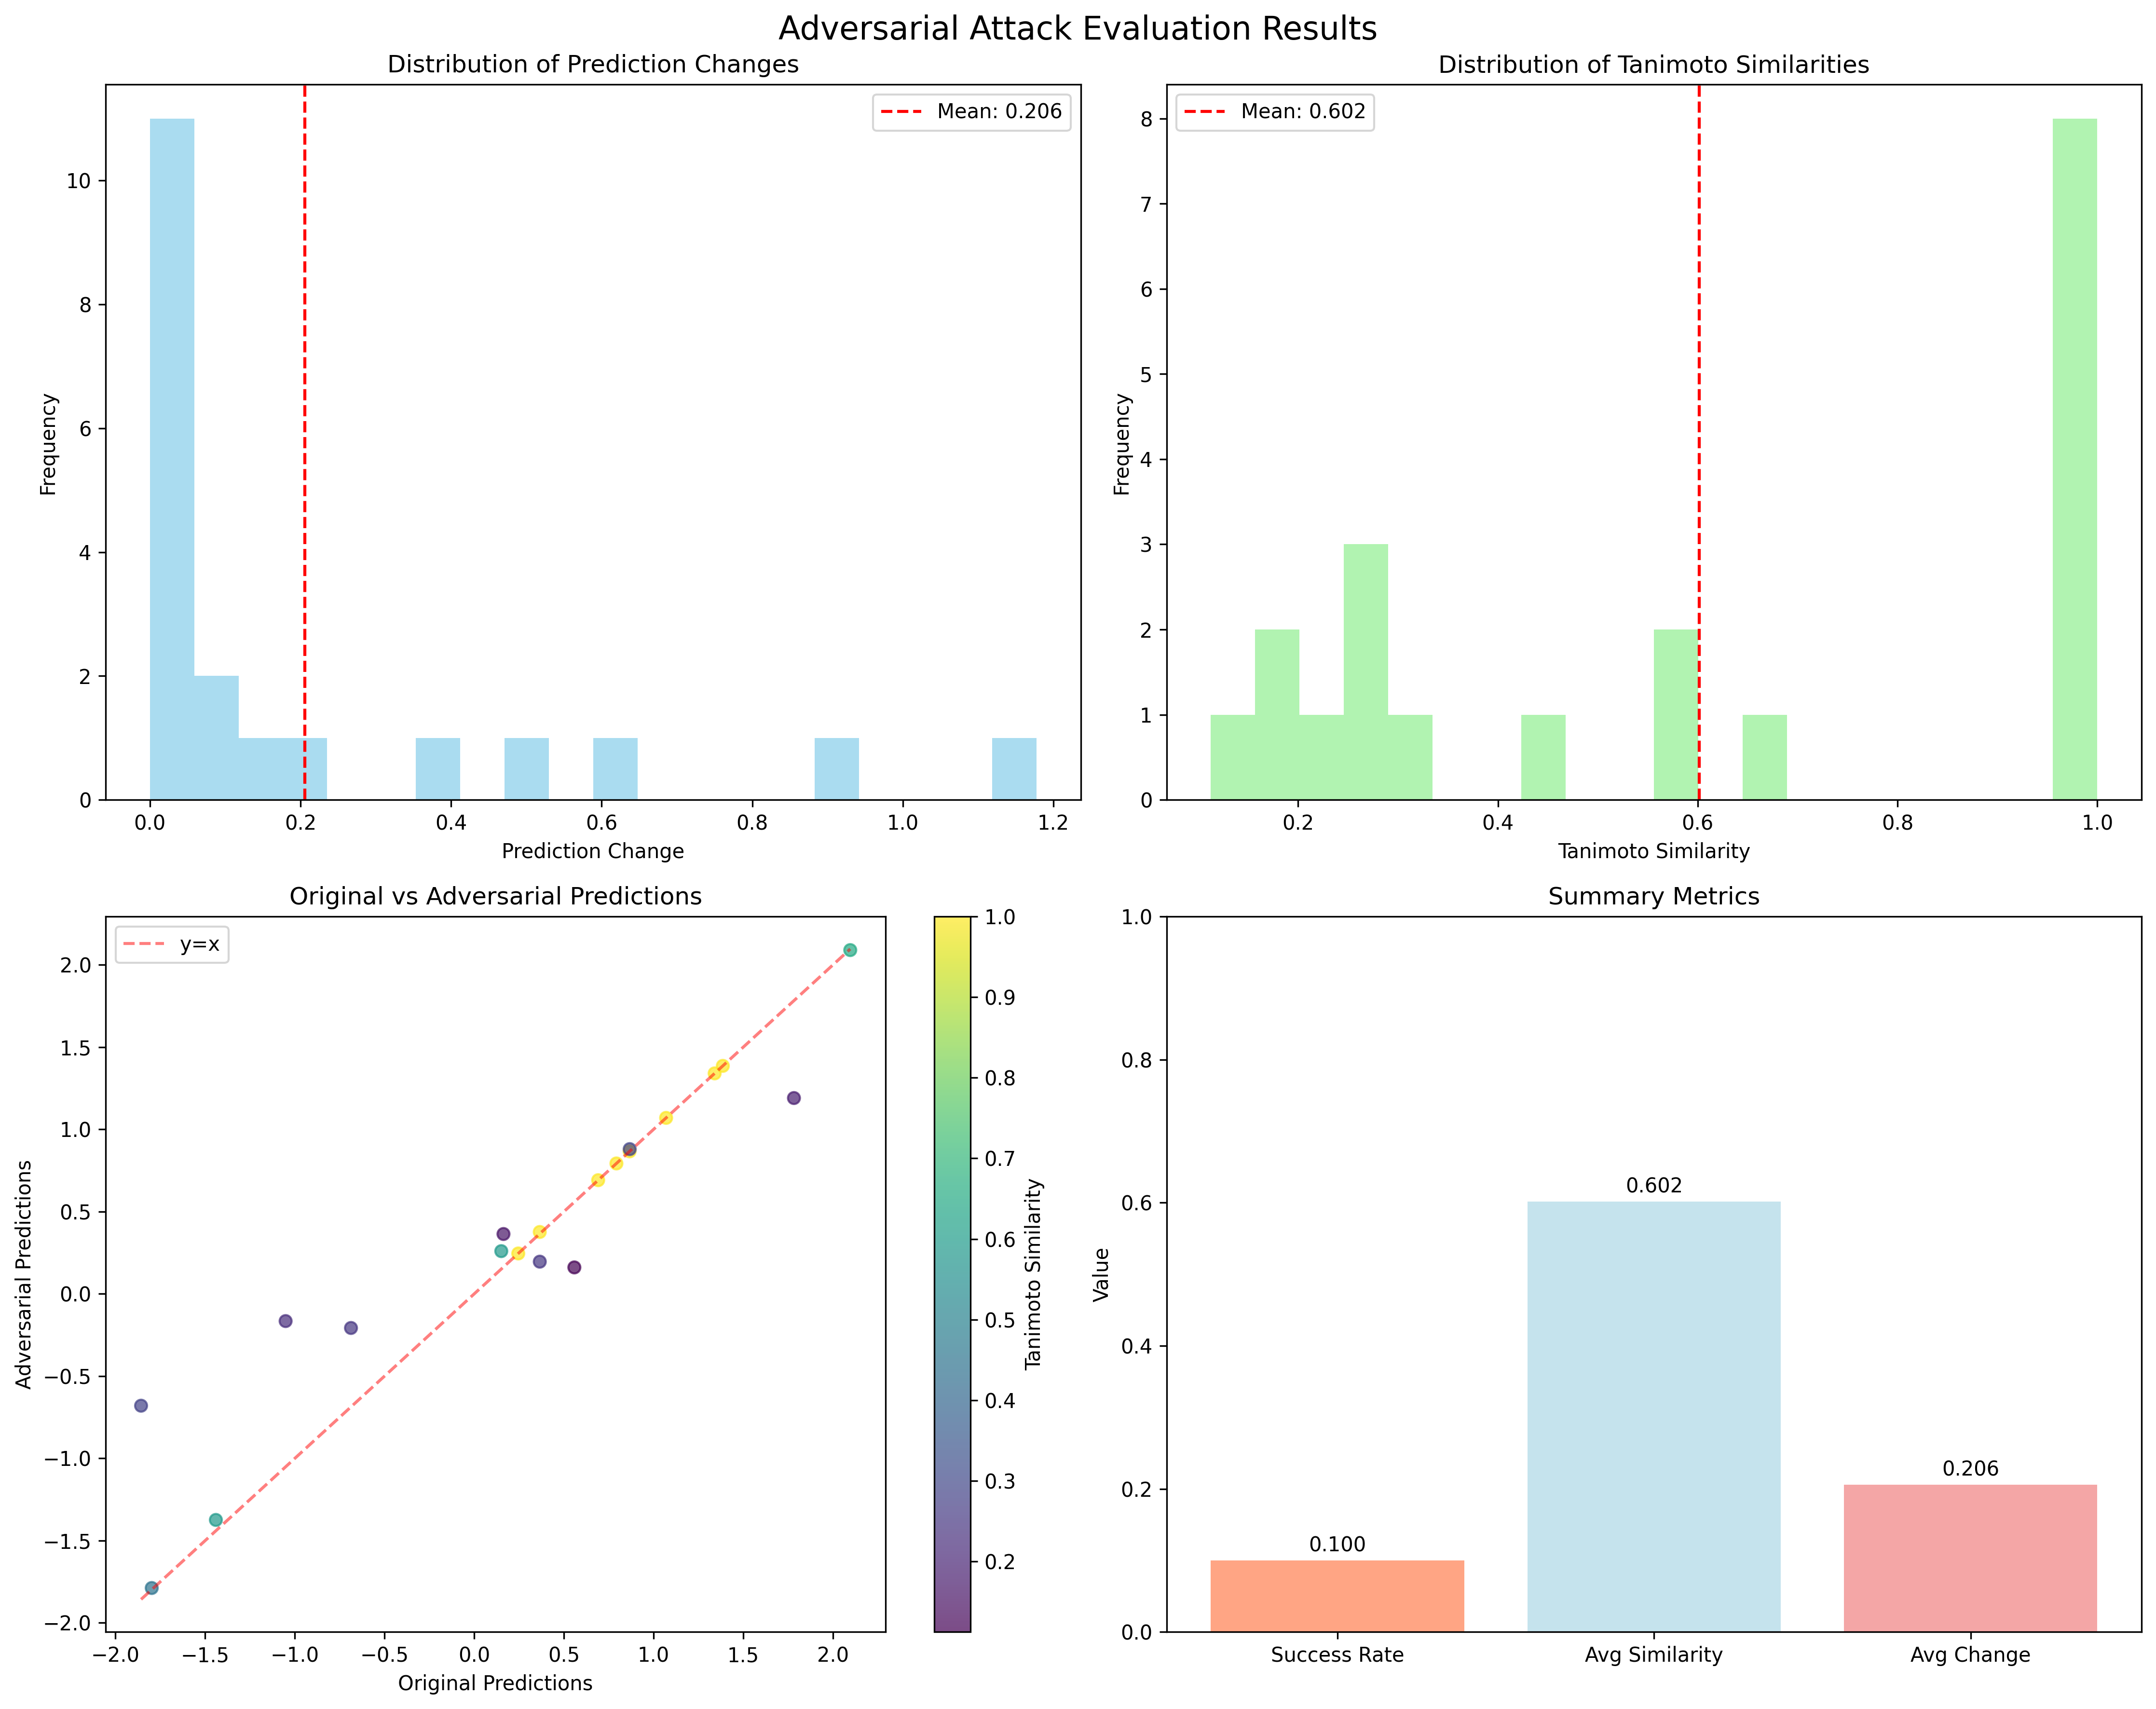 Adversarial Attack Evaluation Results
Distribution of Prediction Changes
Mean: 0.206
Frequency
10
8
6
4
2
0
0.0 0.2 0.4 0.6 0.8 1.0 1.2
Prediction Change
Distribution of Tanimoto Similarities
Mean: 0.602
Frequency
8
7
6
5
4
3
2
1
0
0.2 0.4 0.6 0.8 1.0
Tanimoto Similarity
Original vs Adversarial Predictions
y=x
Adversarial Predictions
2.0
1.5
1.0
0.5
0.0
−0.5
−1.0
−1.5
−2.0
−2.0 −1.5 −1.0 −0.5 0.0 0.5 1.0 1.5 2.0
Original Predictions
1.0
0.9
0.8
0.7
0.6
0.5
0.4
0.3
0.2
Tanimoto Similarity
Summary Metrics
Value
1.0
0.8
0.6
0.4
0.2
0.0
0.100
0.602
0.206
Success Rate Avg Similarity Avg Change